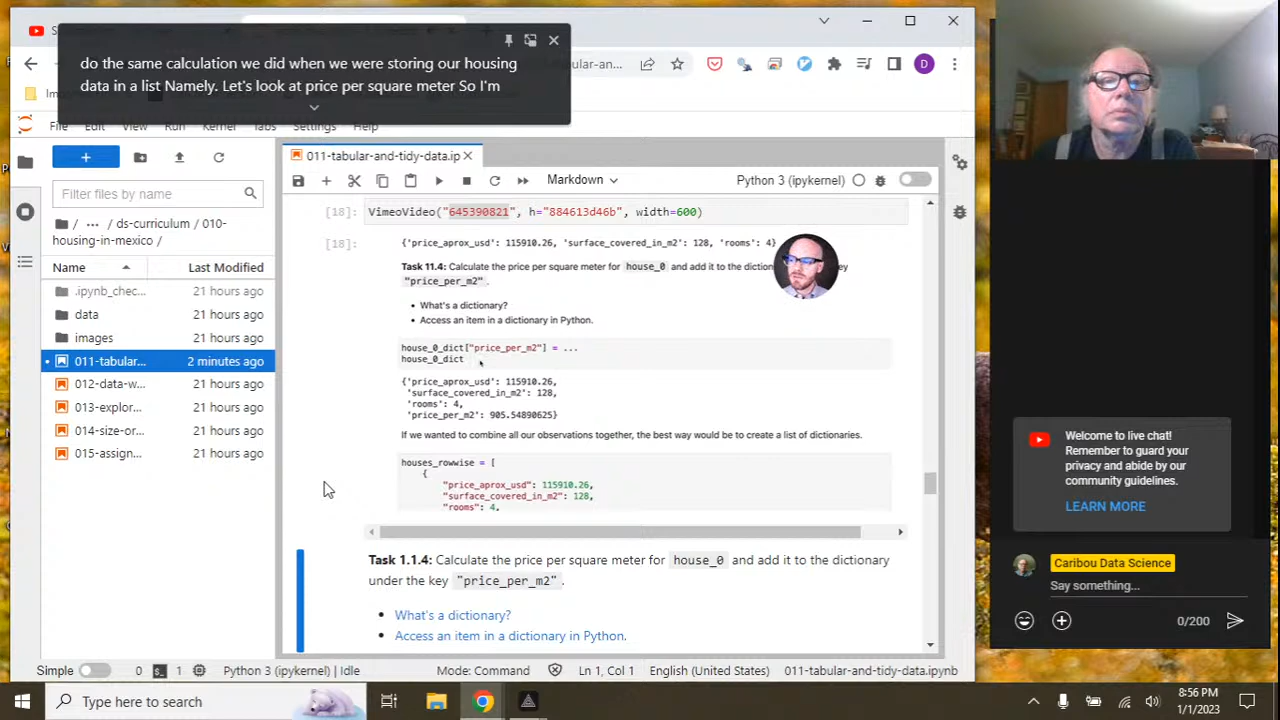 do the same calculation we did when we were storing our housing
data in a list Namely. Let's look at price per square meter So I'm
D
File Edit View Run Kernel Tabs Settings Help
011-tabular-and-tidy-data.ip
Filter files by name
Markdown
Python 3 (ipykernel)
/ ... / ds-curriculum / 010-
housing-in-mexico /
Name
Last Modified
.ipynb_chec... 21 hours ago
data 21 hours ago
images 21 hours ago
011-tabular... 2 minutes ago
012-data-w... 21 hours ago
013-explor... 21 hours ago
014-size-or... 21 hours ago
015-assign... 21 hours ago
[18]: VimeoVideo("645390821", h="884613d46b", width=600)
[18]:
{'price_aprox_usd': 115910.26, 'surface_covered_in_m2': 128, 'rooms': 4}
Task 11.4: Calculate the price per square meter for house_0 and add it to the
"price_per_m2".
• What's a dictionary?
• Access an item in a dictionary in Python.
house_0_dict["price_per_m2"] = ...
house_0_dict
{'price_aprox_usd': 115910.26,
'surface_covered_in_m2': 128,
'rooms': 4,
'price_per_m2': 905.54890625}
If we wanted to combine all our observations together, the best way would be to create a list of dictionaries.
houses_rowwise = [
{
"price_aprox_usd": 115910.26,
"surface_covered_in_m2": 128,
"rooms": 4,
Task 1.1.4: Calculate the price per square meter for house_0 and add it to the dictionary
under the key "price_per_m2".
• What's a dictionary?
• Access an item in a dictionary in Python.
Simple 0 1 Python 3 (ipykernel) | Idle Mode: Command Ln 1, Col 1 English (United States) 011-tabular-and-tidy-data.ipynb
Welcome to live chat!
Remember to guard your
privacy and abide by our
community guidelines.
LEARN MORE
Caribou Data Science
Say something...
0/200
Type here to search
8:56 PM
1/1/2023